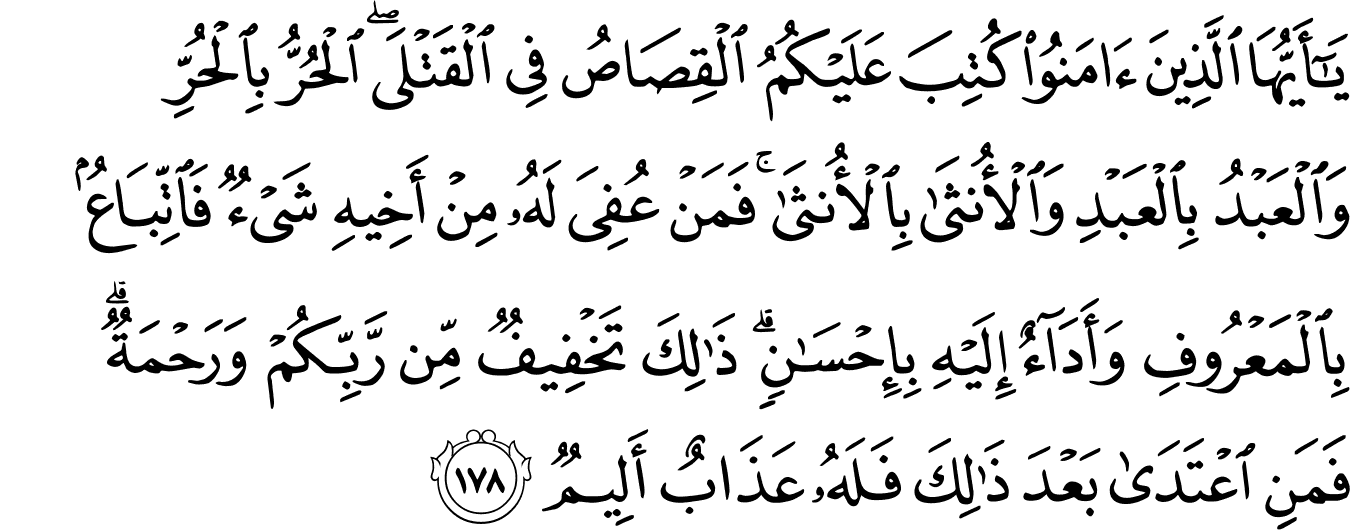 يَـٰٓأَيُّهَا ٱلَّذِينَ ءَامَنُوا۟ كُتِبَ عَلَيْكُمُ ٱلْقِصَاصُ فِى ٱلْقَتْلَى ۖ ٱلْحُرُّ بِٱلْحُرِّ
وَٱلْعَبْدُ بِٱلْعَبْدِ وَٱلْأُنثَىٰ بِٱلْأُنثَىٰ ۚ فَمَنْ عُفِىَ لَهُۥ مِنْ أَخِيهِ شَىْءٌ فَٱتِّبَاعٌۢ
بِٱلْمَعْرُوفِ وَأَدَآءٌ إِلَيْهِ بِإِحْسَـٰنٍ ۗ ذَٰلِكَ تَخْفِيفٌ مِّن رَّبِّكُمْ وَرَحْمَةٌ ۗ
فَمَنِ ٱعْتَدَىٰ بَعْدَ ذَٰلِكَ فَلَهُۥ عَذَابٌ أَلِيمٌ ١٧٨